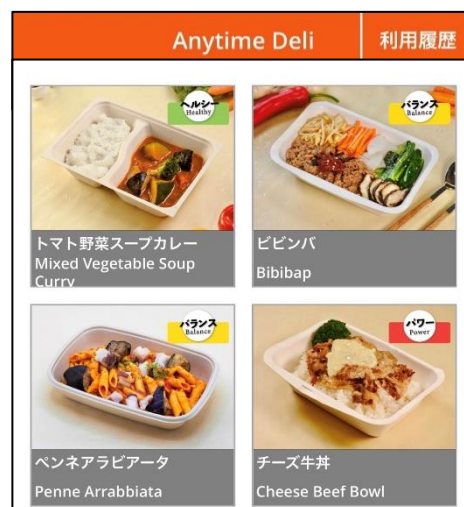 Anytime Deli
利用履歴
ヘルシー
Healthy
トマト野菜スープカレー
Mixed Vegetable Soup
Curry
バランス
Balance
ビビンバ
Bibibap
バランス
Balance
ペンネアラビアータ
Penne Arrabbiata
パワー
Power
チーズ牛丼
Cheese Beef Bowl